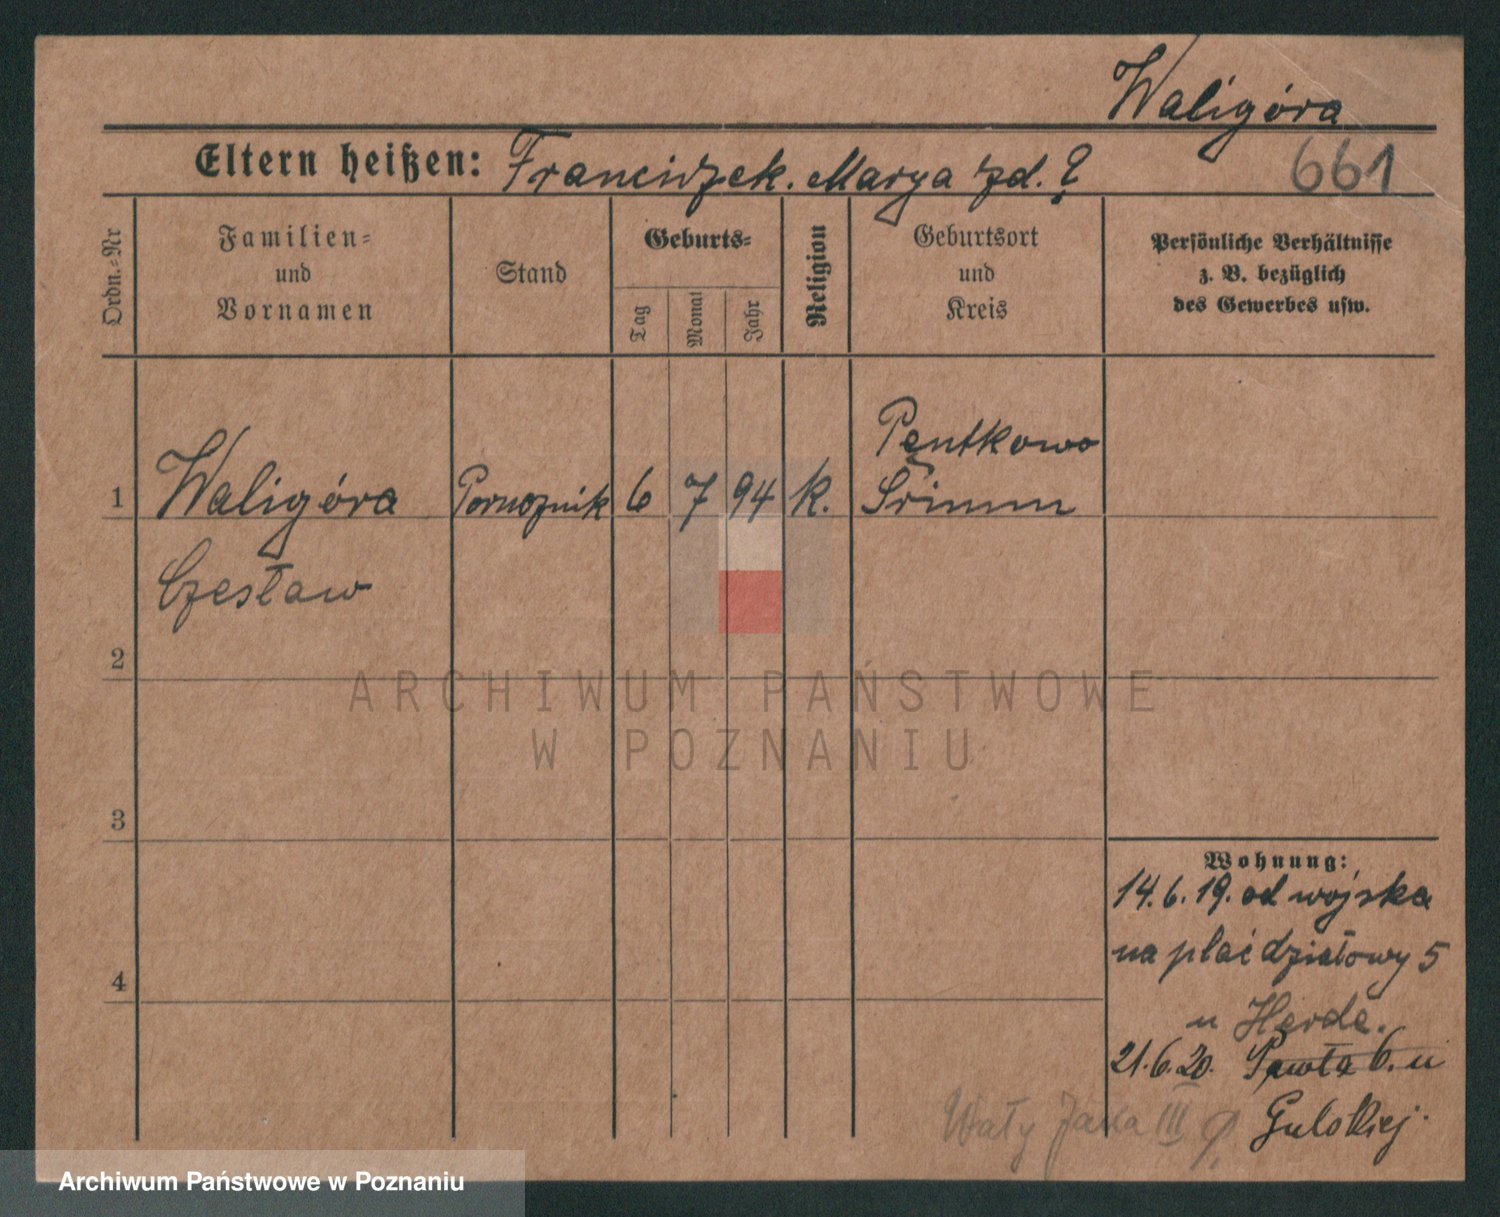 Waligóra
661
Eltern heißen: Franciszek. Marya zd. ?
Ordn.-Nr
Familien-
und
Vornamen
Stand
Geburts-
Tag
Monat
Jahr
Religion
Geburtsort
und
Kreis
Persönliche Verhältnisse
z. B. bezüglich
des Gewerbes usw.
Pentkowo
1 Waligóra Porucznik 6 7 94 k. Śrimm
Czesław
2
ARCHIWUM PAŃSTWOWE
W POZNANIU
3
4
Wohnung:
14.6.19. od wojska
na plac działowy 5
u Herde.
21.6.20. Pawła 6. u
Gulskiej.
Wały Jana III 9.
Archiwum Państwowe w Poznaniu